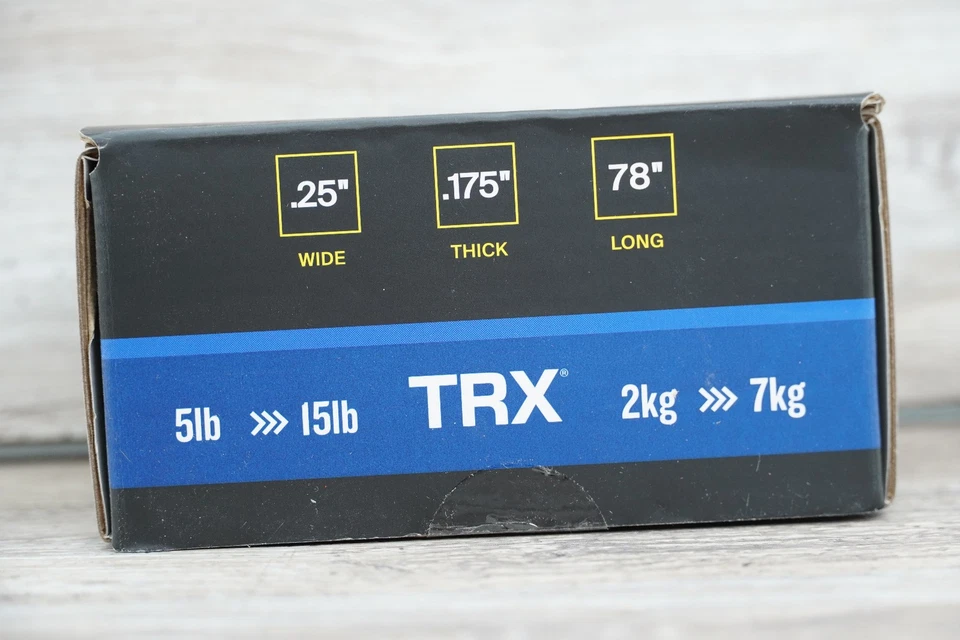 .25" .175" 78"
WIDE THICK LONG
5lb >>> 15lb TRX® 2kg >>> 7kg